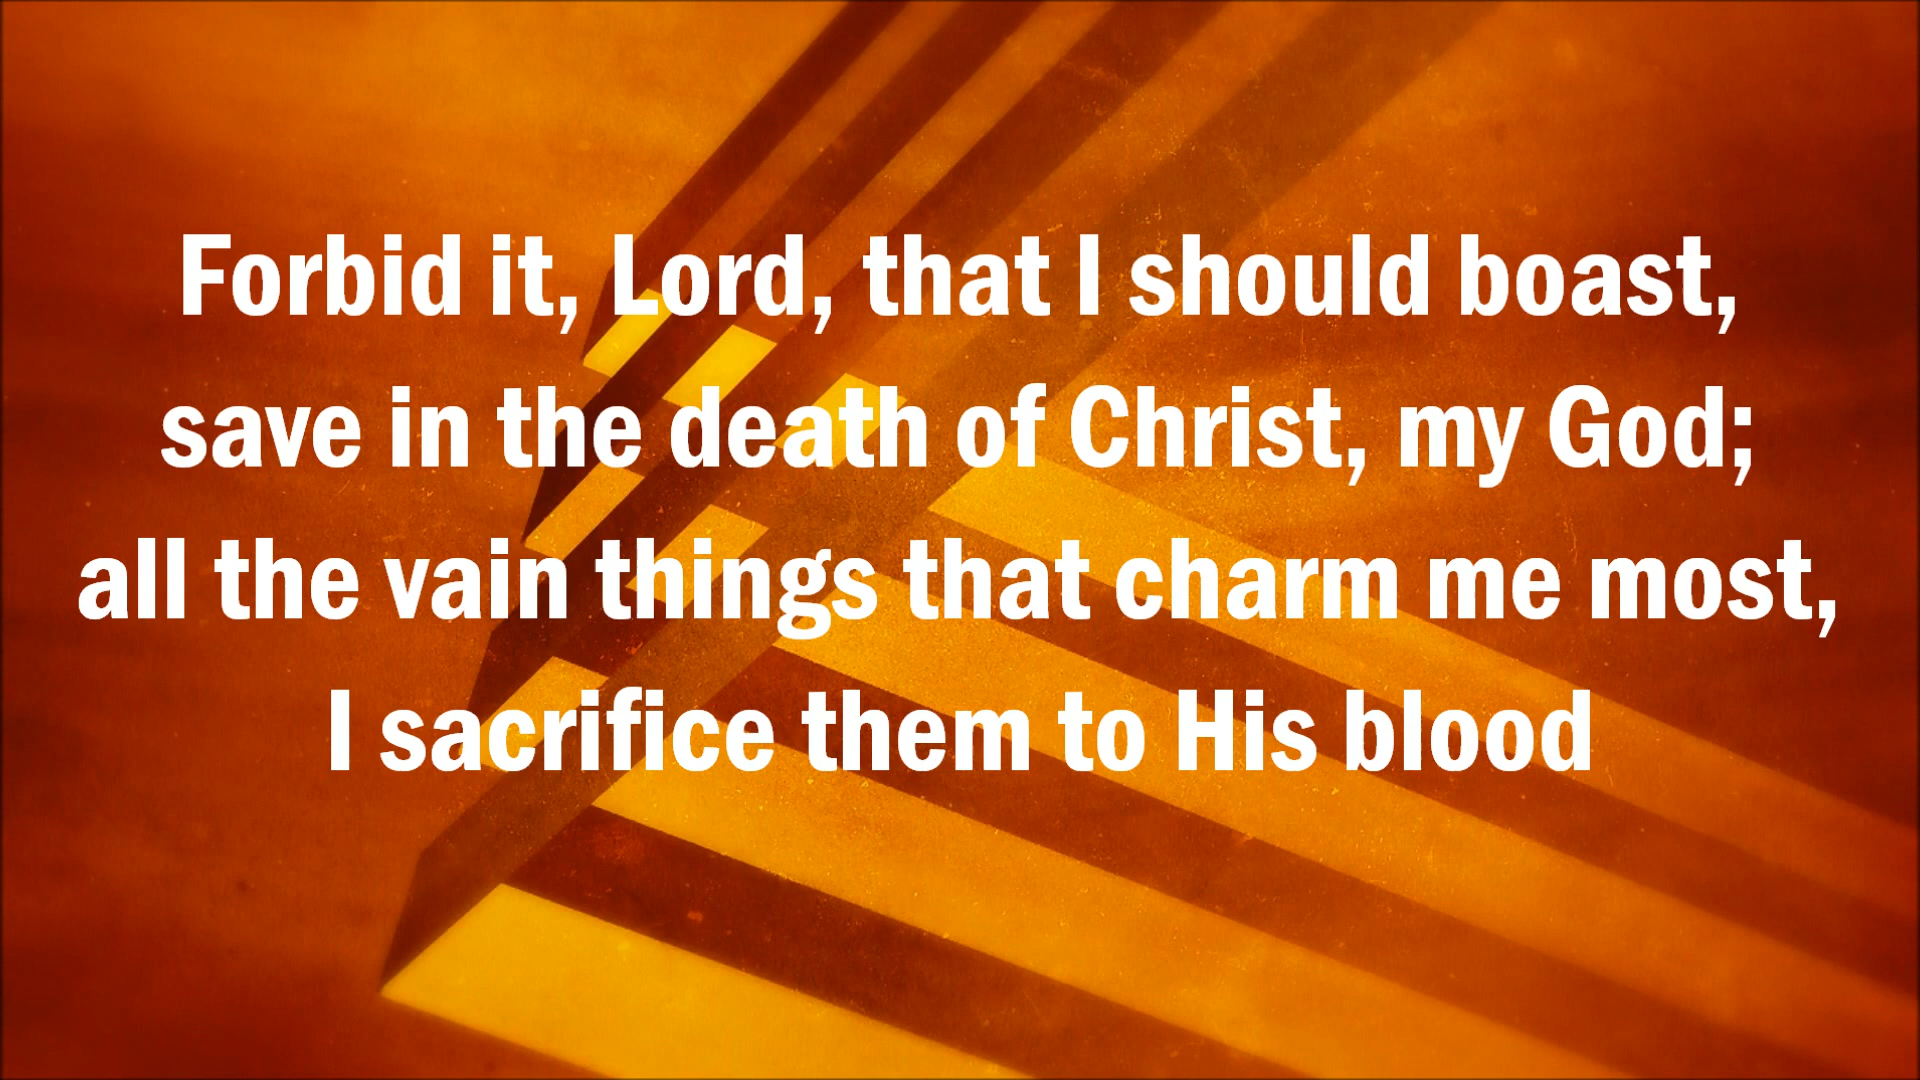 Forbid it, Lord, that I should boast,
save in the death of Christ, my God;
all the vain things that charm me most,
I sacrifice them to His blood